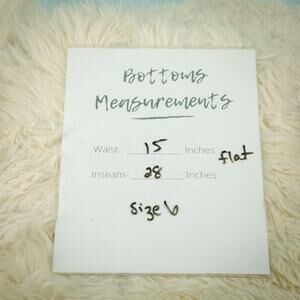 Bottoms
Measurements
Waist- 15 Inches flat
Inseam- 28 Inches
size 6